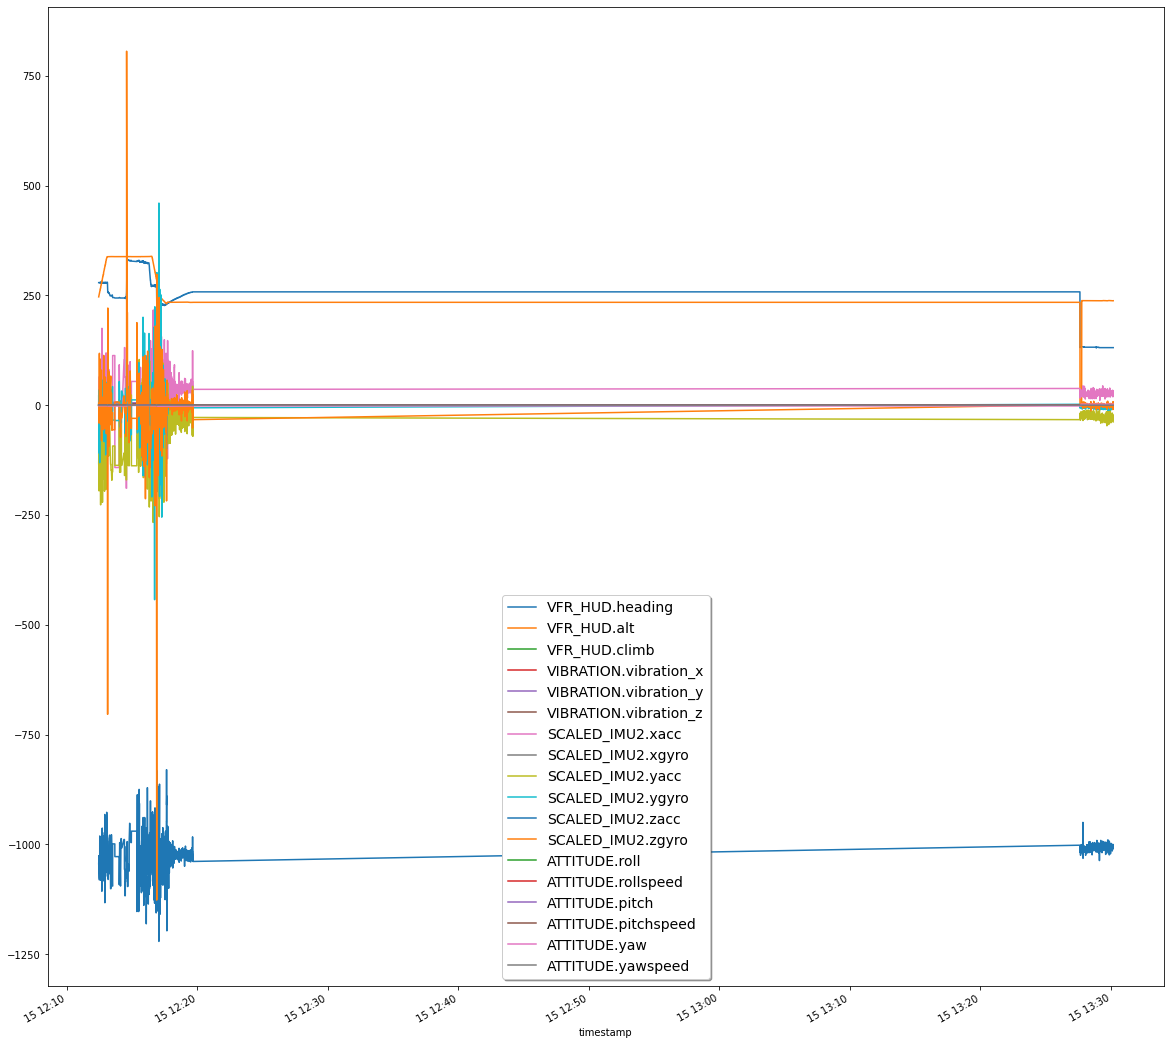 750
500
250
0
−250
−500
−750
−1000
−1250
VFR_HUD.heading
VFR_HUD.alt
VFR_HUD.climb
VIBRATION.vibration_x
VIBRATION.vibration_y
VIBRATION.vibration_z
SCALED_IMU2.xacc
SCALED_IMU2.xgyro
SCALED_IMU2.yacc
SCALED_IMU2.ygyro
SCALED_IMU2.zacc
SCALED_IMU2.zgyro
ATTITUDE.roll
ATTITUDE.rollspeed
ATTITUDE.pitch
ATTITUDE.pitchspeed
ATTITUDE.yaw
ATTITUDE.yawspeed
15 12:10
15 12:20
15 12:30
15 12:40
15 12:50
15 13:00
15 13:10
15 13:20
15 13:30
timestamp